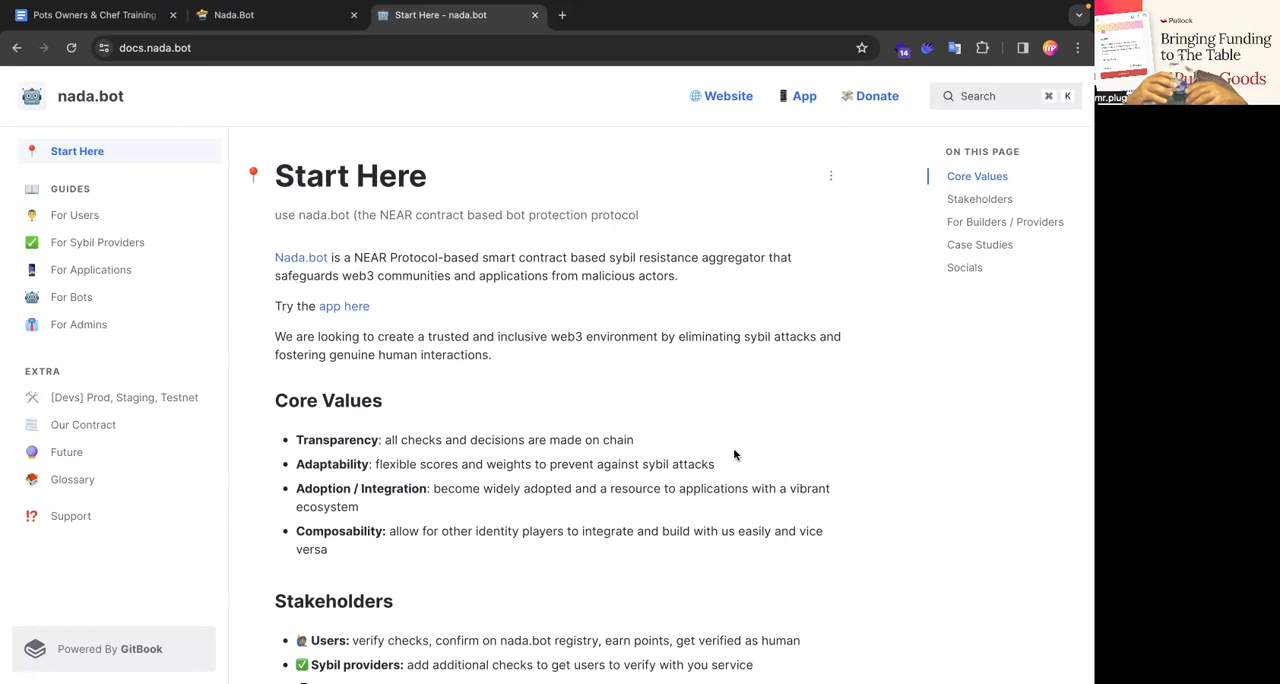 Pots Owners & Chef Training
Nada.Bot
Start Here - nada.bot
docs.nada.bot
14
mp
Pollock
Bringing Funding
to The Table
Goods
mr.plug
nada.bot
Website
App
Donate
Search
⌘ K
Start Here
GUIDES
For Users
For Sybil Providers
For Applications
For Bots
For Admins
EXTRA
[Devs] Prod, Staging, Testnet
Our Contract
Future
Glossary
Support
Powered By GitBook
Start Here
use nada.bot (the NEAR contract based bot protection protocol
Nada.bot is a NEAR Protocol-based smart contract based sybil resistance aggregator that
safeguards web3 communities and applications from malicious actors.
Try the app here
We are looking to create a trusted and inclusive web3 environment by eliminating sybil attacks and
fostering genuine human interactions.
Core Values
• Transparency: all checks and decisions are made on chain
• Adaptability: flexible scores and weights to prevent against sybil attacks
• Adoption / Integration: become widely adopted and a resource to applications with a vibrant
ecosystem
• Composability: allow for other identity players to integrate and build with us easily and vice
versa
Stakeholders
• Users: verify checks, confirm on nada.bot registry, earn points, get verified as human
• Sybil providers: add additional checks to get users to verify with you service
ON THIS PAGE
Core Values
Stakeholders
For Builders / Providers
Case Studies
Socials